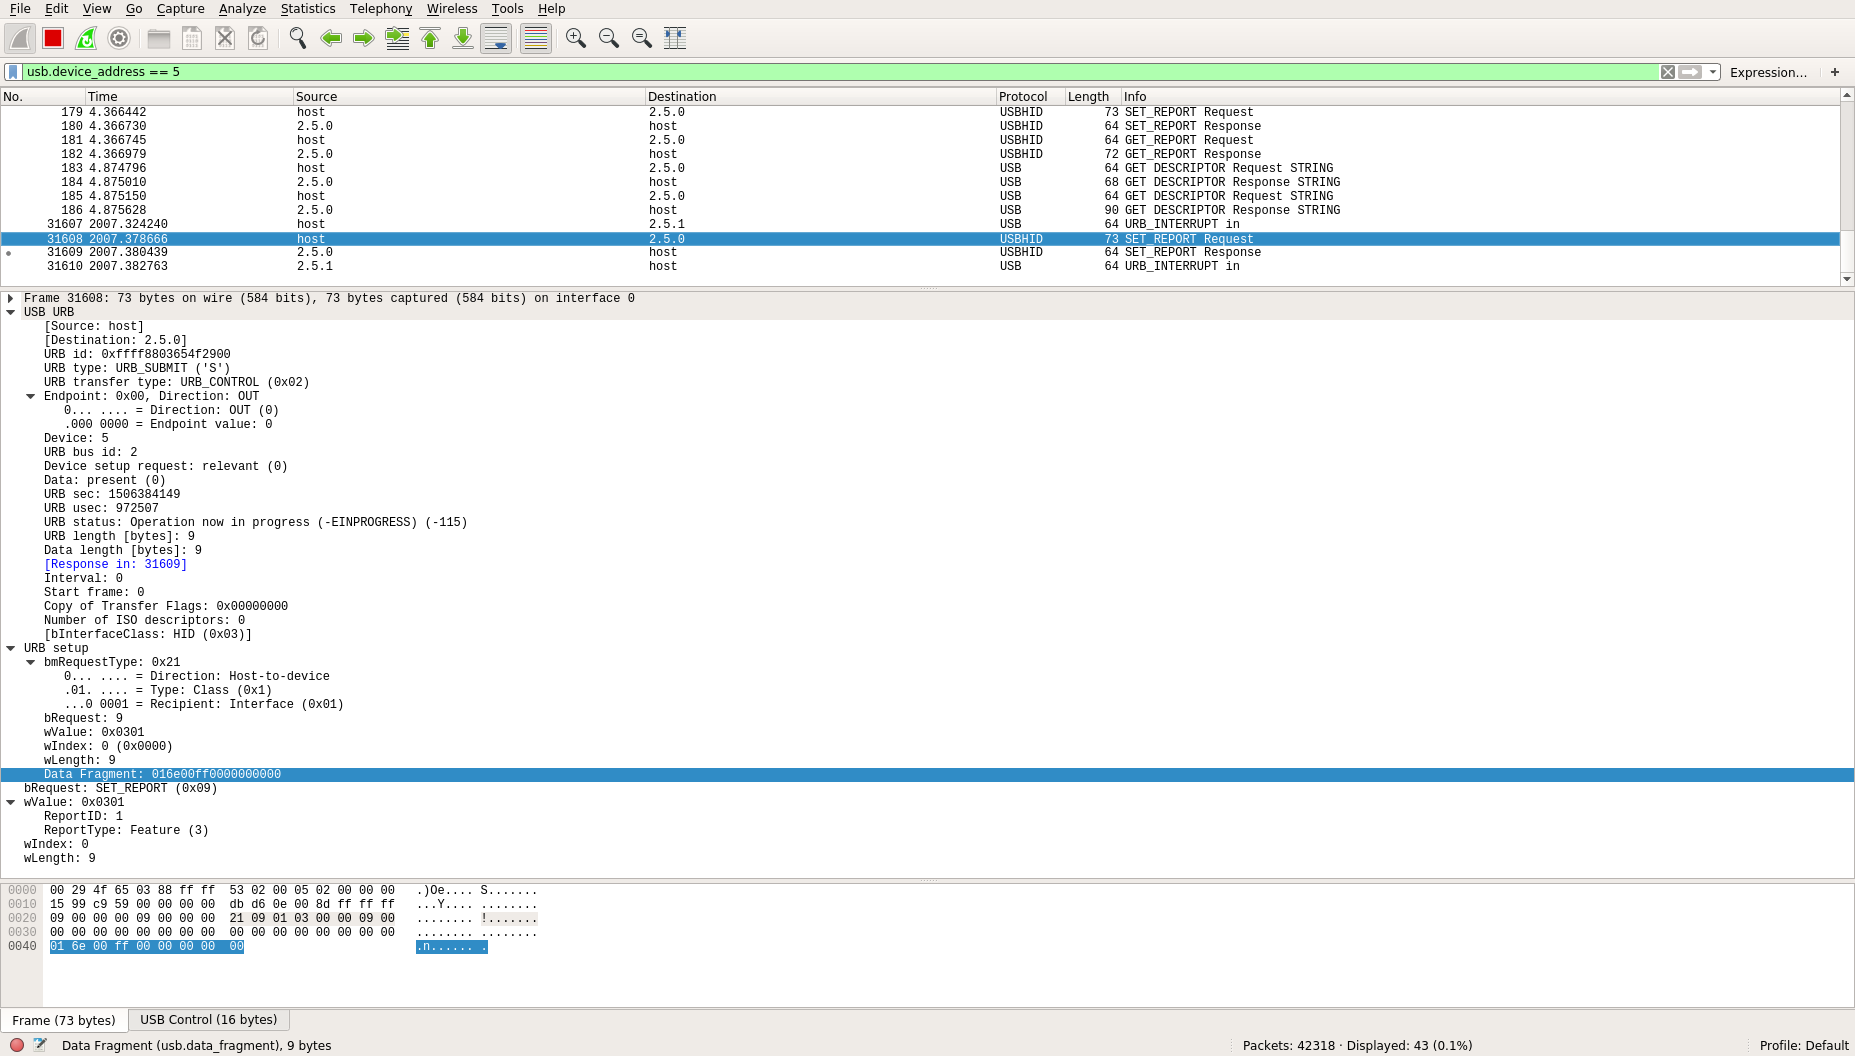 File Edit View Go Capture Analyze Statistics Telephony Wireless Tools Help
usb.device_address == 5 Expression... +
No. Time Source Destination Protocol Length Info
179 4.366442 host 2.5.0 USBHID 73 SET_REPORT Request
180 4.366730 2.5.0 host USBHID 64 SET_REPORT Response
181 4.366745 host 2.5.0 USBHID 64 GET_REPORT Request
182 4.366979 2.5.0 host USBHID 72 GET_REPORT Response
183 4.874796 host 2.5.0 USB 64 GET DESCRIPTOR Request STRING
184 4.875010 2.5.0 host USB 68 GET DESCRIPTOR Response STRING
185 4.875150 host 2.5.0 USB 64 GET DESCRIPTOR Request STRING
186 4.875628 2.5.0 host USB 90 GET DESCRIPTOR Response STRING
31607 2007.324240 host 2.5.1 USB 64 URB_INTERRUPT in
31608 2007.378666 host 2.5.0 USBHID 73 SET_REPORT Request
31609 2007.380439 2.5.0 host USBHID 64 SET_REPORT Response
31610 2007.382763 2.5.1 host USB 64 URB_INTERRUPT in
Frame 31608: 73 bytes on wire (584 bits), 73 bytes captured (584 bits) on interface 0
USB URB
[Source: host]
[Destination: 2.5.0]
URB id: 0xffff8803654f2900
URB type: URB_SUBMIT ('S')
URB transfer type: URB_CONTROL (0x02)
Endpoint: 0x00, Direction: OUT
0... .... = Direction: OUT (0)
.000 0000 = Endpoint value: 0
Device: 5
URB bus id: 2
Device setup request: relevant (0)
Data: present (0)
URB sec: 1506384149
URB usec: 972507
URB status: Operation now in progress (-EINPROGRESS) (-115)
URB length [bytes]: 9
Data length [bytes]: 9
[Response in: 31609]
Interval: 0
Start frame: 0
Copy of Transfer Flags: 0x00000000
Number of ISO descriptors: 0
[bInterfaceClass: HID (0x03)]
URB setup
bmRequestType: 0x21
0... .... = Direction: Host-to-device
.01. .... = Type: Class (0x1)
...0 0001 = Recipient: Interface (0x01)
bRequest: 9
wValue: 0x0301
wIndex: 0 (0x0000)
wLength: 9
Data Fragment: 016e00ff0000000000
bRequest: SET_REPORT (0x09)
wValue: 0x0301
ReportID: 1
ReportType: Feature (3)
wIndex: 0
wLength: 9
0000 00 29 4f 65 03 88 ff ff 53 02 00 05 02 00 00 00 .)Oe.... S.......
0010 15 99 c9 59 00 00 00 00 db d6 0e 00 8d ff ff ff ...Y.... ........
0020 09 00 00 00 09 00 00 00 21 09 01 03 00 00 09 00 ........ !.......
0030 00 00 00 00 00 00 00 00 00 00 00 00 00 00 00 00 ........ ........
0040 01 6e 00 ff 00 00 00 00 00 .n...... .
Frame (73 bytes) USB Control (16 bytes)
Data Fragment (usb.data_fragment), 9 bytes Packets: 42318 · Displayed: 43 (0.1%) Profile: Default